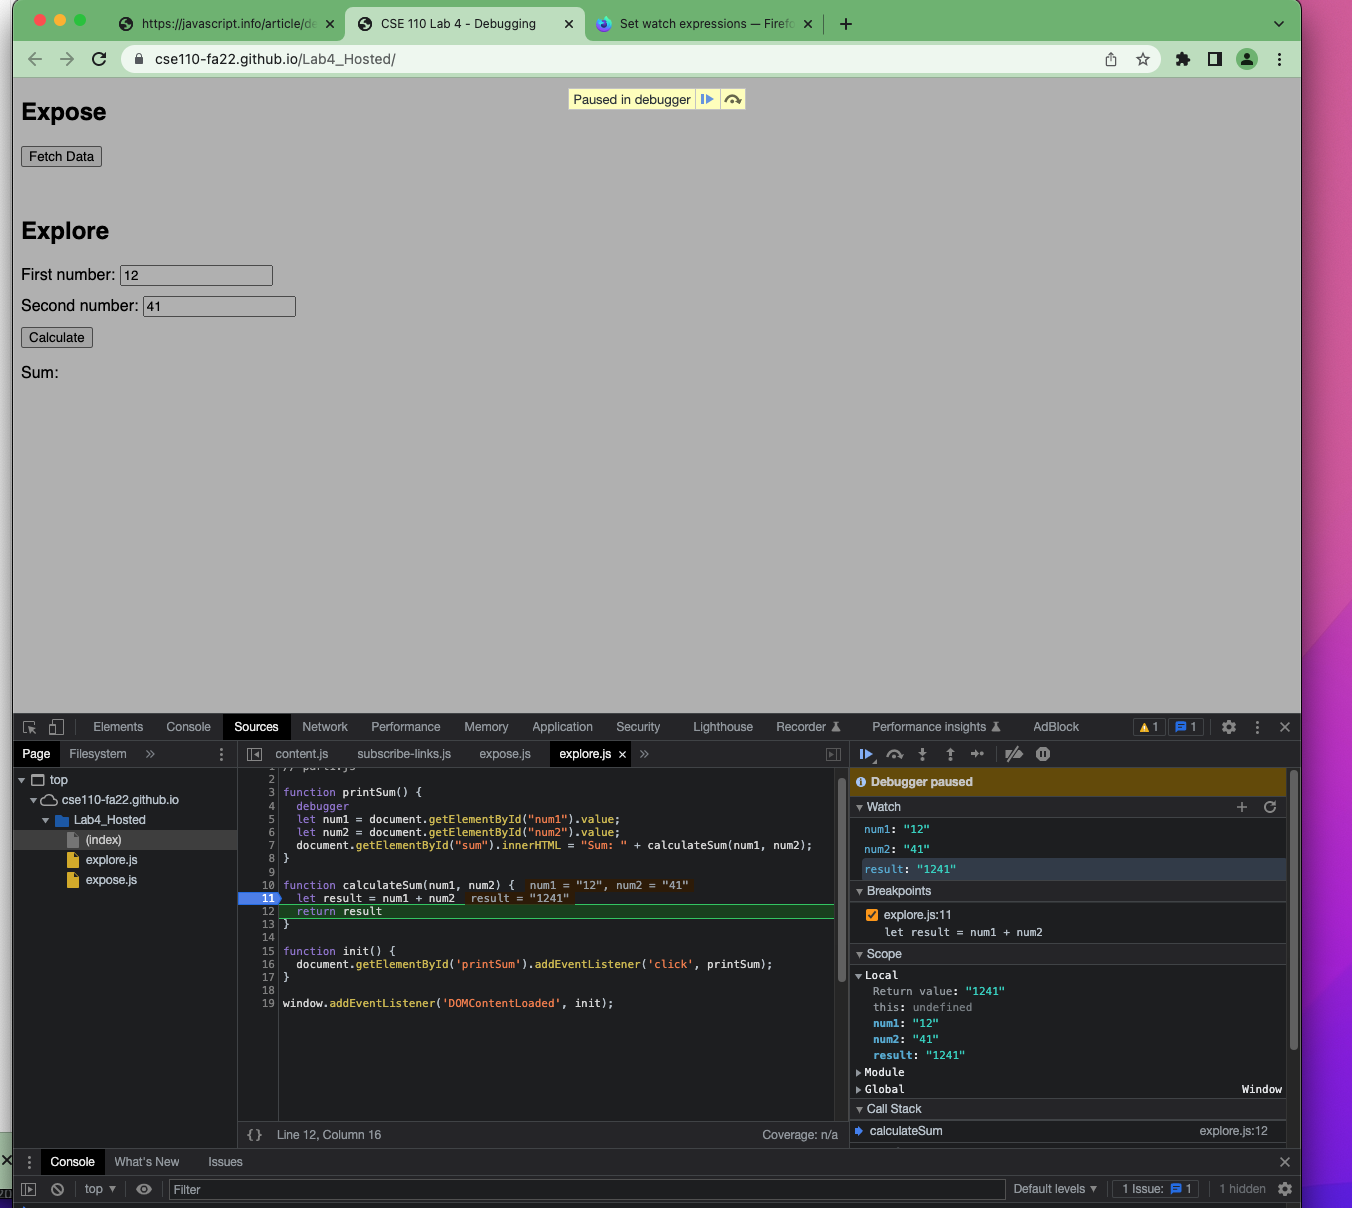 https://javascript.info/article/de
CSE 110 Lab 4 - Debugging
Set watch expressions — Firefo
cse110-fa22.github.io/Lab4_Hosted/
Paused in debugger
Expose
Fetch Data
Explore
First number: 12
Second number: 41
Calculate
Sum:
Elements Console Sources Network Performance Memory Application Security Lighthouse Recorder Performance insights AdBlock 1 1
Page Filesystem »
content.js subscribe-links.js expose.js explore.js »
top
cse110-fa22.github.io
Lab4_Hosted
(index)
explore.js
expose.js
1 // part1.js
2
3 function printSum() {
4 debugger
5 let num1 = document.getElementById("num1").value;
6 let num2 = document.getElementById("num2").value;
7 document.getElementById("sum").innerHTML = "Sum: " + calculateSum(num1, num2);
8 }
9
10 function calculateSum(num1, num2) { num1 = "12", num2 = "41"
11 let result = num1 + num2 result = "1241"
12 return result
13 }
14
15 function init() {
16 document.getElementById('printSum').addEventListener('click', printSum);
17 }
18
19 window.addEventListener('DOMContentLoaded', init);
{} Line 12, Column 16
Coverage: n/a
Debugger paused
Watch
num1: "12"
num2: "41"
result: "1241"
Breakpoints
explore.js:11
let result = num1 + num2
Scope
Local
Return value: "1241"
this: undefined
num1: "12"
num2: "41"
result: "1241"
Module
Global Window
Call Stack
calculateSum explore.js:12
Console What's New Issues
top Filter Default levels 1 Issue: 1 1 hidden